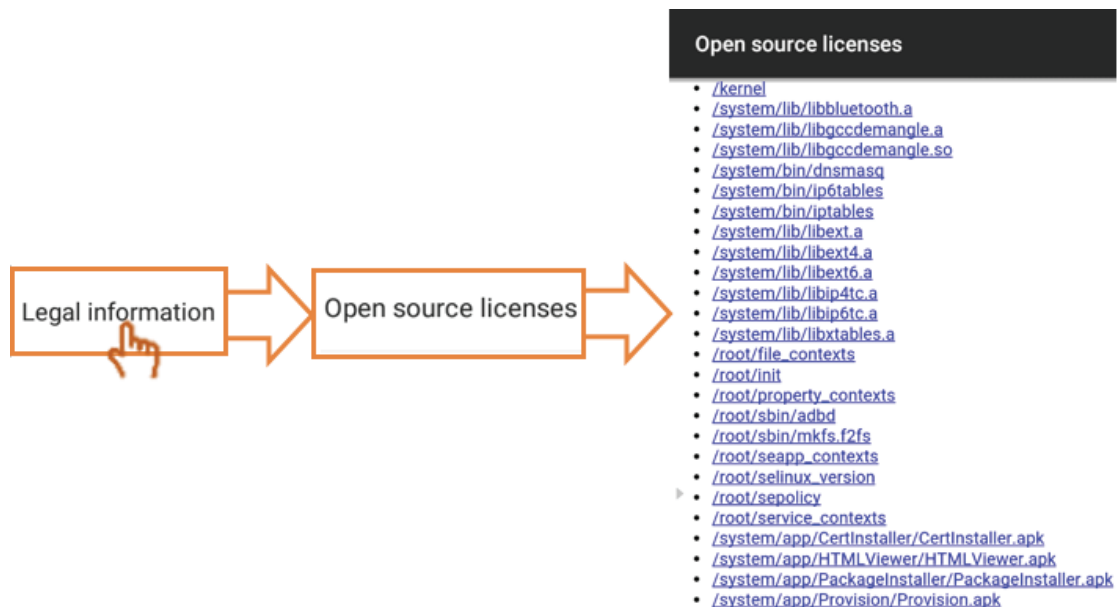 Legal information
Open source licenses
Open source licenses
/kernel
/system/lib/libbluetooth.a
/system/lib/libgccdemangle.a
/system/lib/libgccdemangle.so
/system/bin/dnsmasq
/system/bin/ip6tables
/system/bin/iptables
/system/lib/libext.a
/system/lib/libext4.a
/system/lib/libext6.a
/system/lib/libip4tc.a
/system/lib/libip6tc.a
/system/lib/libxtables.a
/root/file_contexts
/root/init
/root/property_contexts
/root/sbin/adbd
/root/sbin/mkfs.f2fs
/root/seapp_contexts
/root/selinux_version
/root/sepolicy
/root/service_contexts
/system/app/CertInstaller/CertInstaller.apk
/system/app/HTMLViewer/HTMLViewer.apk
/system/app/PackageInstaller/PackageInstaller.apk
/system/app/Provision/Provision.apk